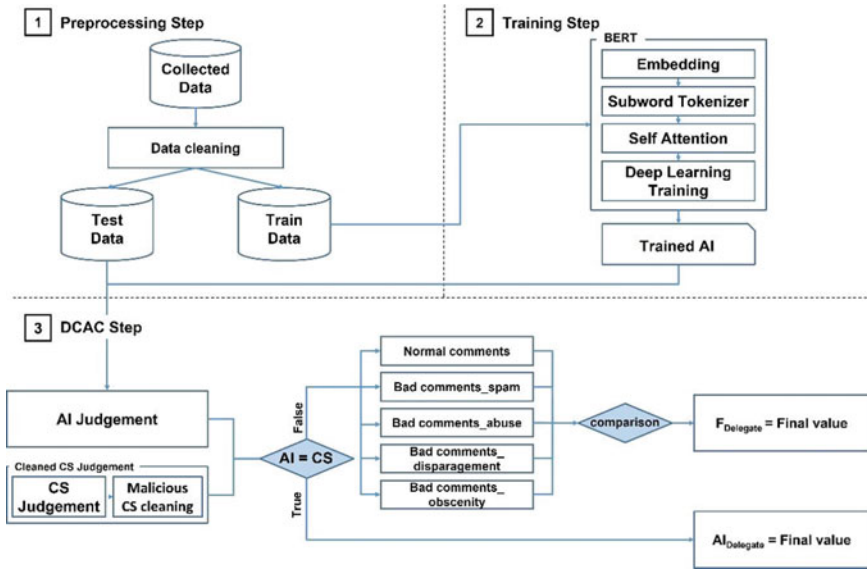 1 Preprocessing Step
Collected
Data
Data cleaning
Test
Data
Train
Data
2 Training Step
BERT
Embedding
Subword Tokenizer
Self Attention
Deep Learning
Training
Trained AI
3 DCAC Step
AI Judgement
Cleaned CS Judgement
CS
Judgement
Malicious
CS cleaning
AI = CS
False
True
Normal comments
Bad comments_spam
Bad comments_abuse
Bad comments_
disparagement
Bad comments_
obscenity
comparison
FDelegate = Final value
AIDelegate = Final value